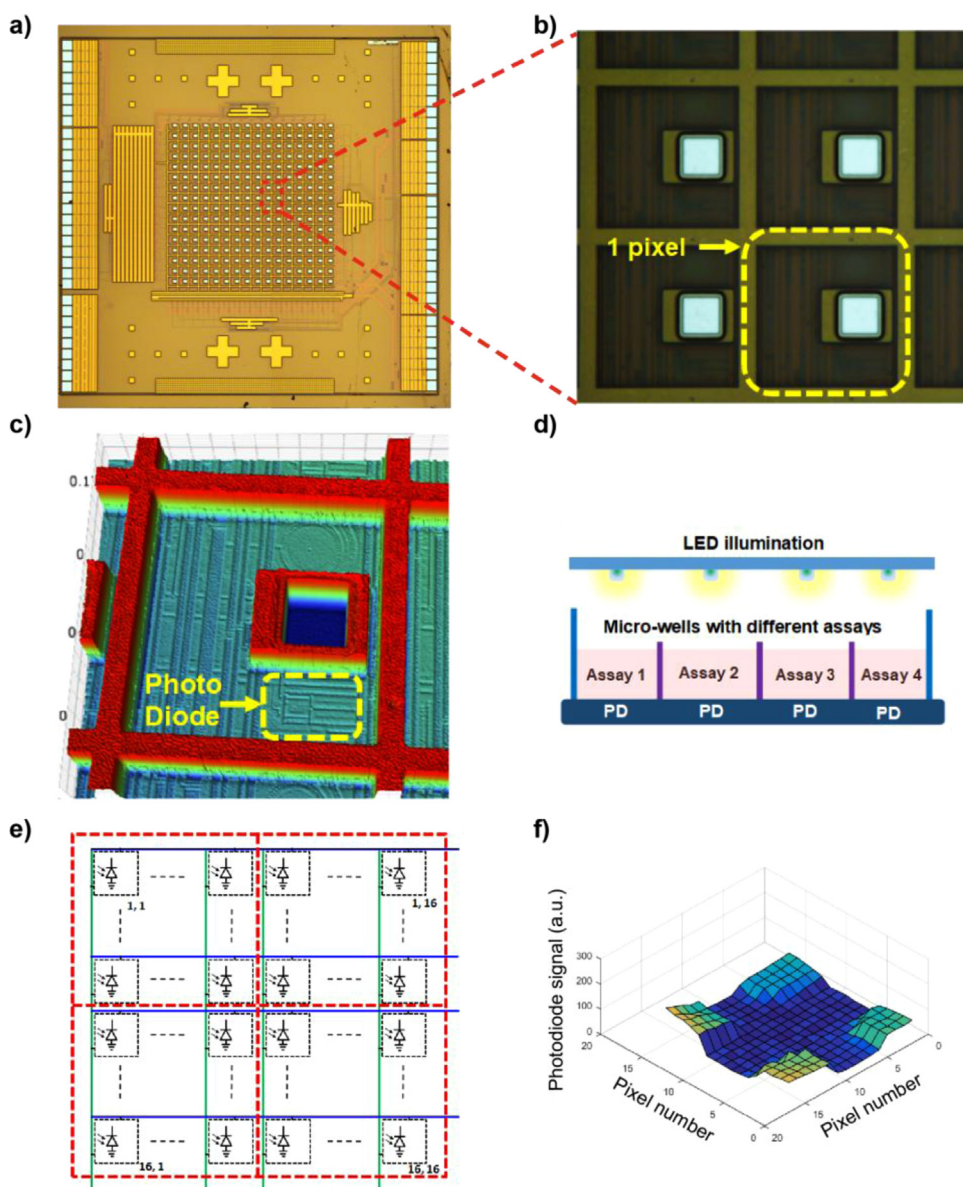 a)
b)
1 pixel
c)
0.1
0
0
Photo
Diode
d)
LED illumination
Micro-wells with different assays
Assay 1 Assay 2 Assay 3 Assay 4
PD PD PD PD
e)
1, 1 1, 16
16, 1 16, 16
f)
Photodiode signal (a.u.)
300
200
100
0
20 15 10 5 0
Pixel number
20 15 10 5 0
Pixel number